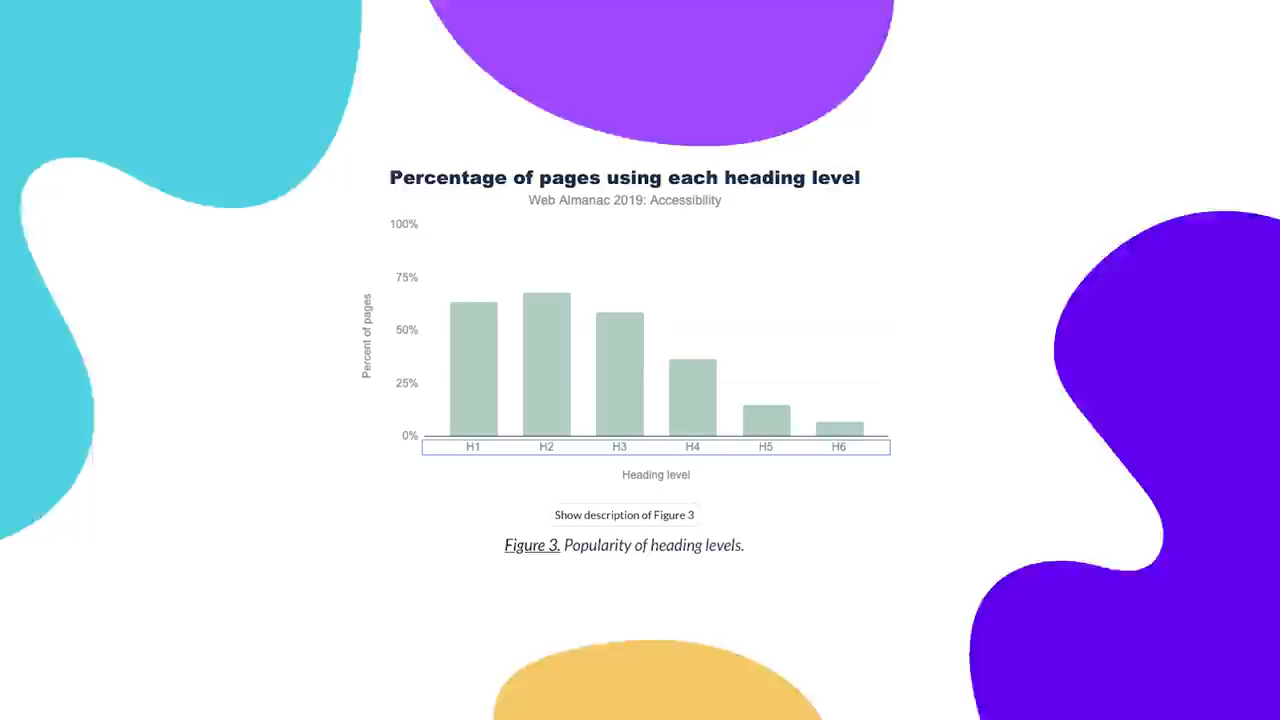 Percentage of pages using each heading level
Web Almanac 2019: Accessibility
100%
75%
50%
25%
0%
Percent of pages
H1 H2 H3 H4 H5 H6
Heading level
Show description of Figure 3
Figure 3. Popularity of heading levels.